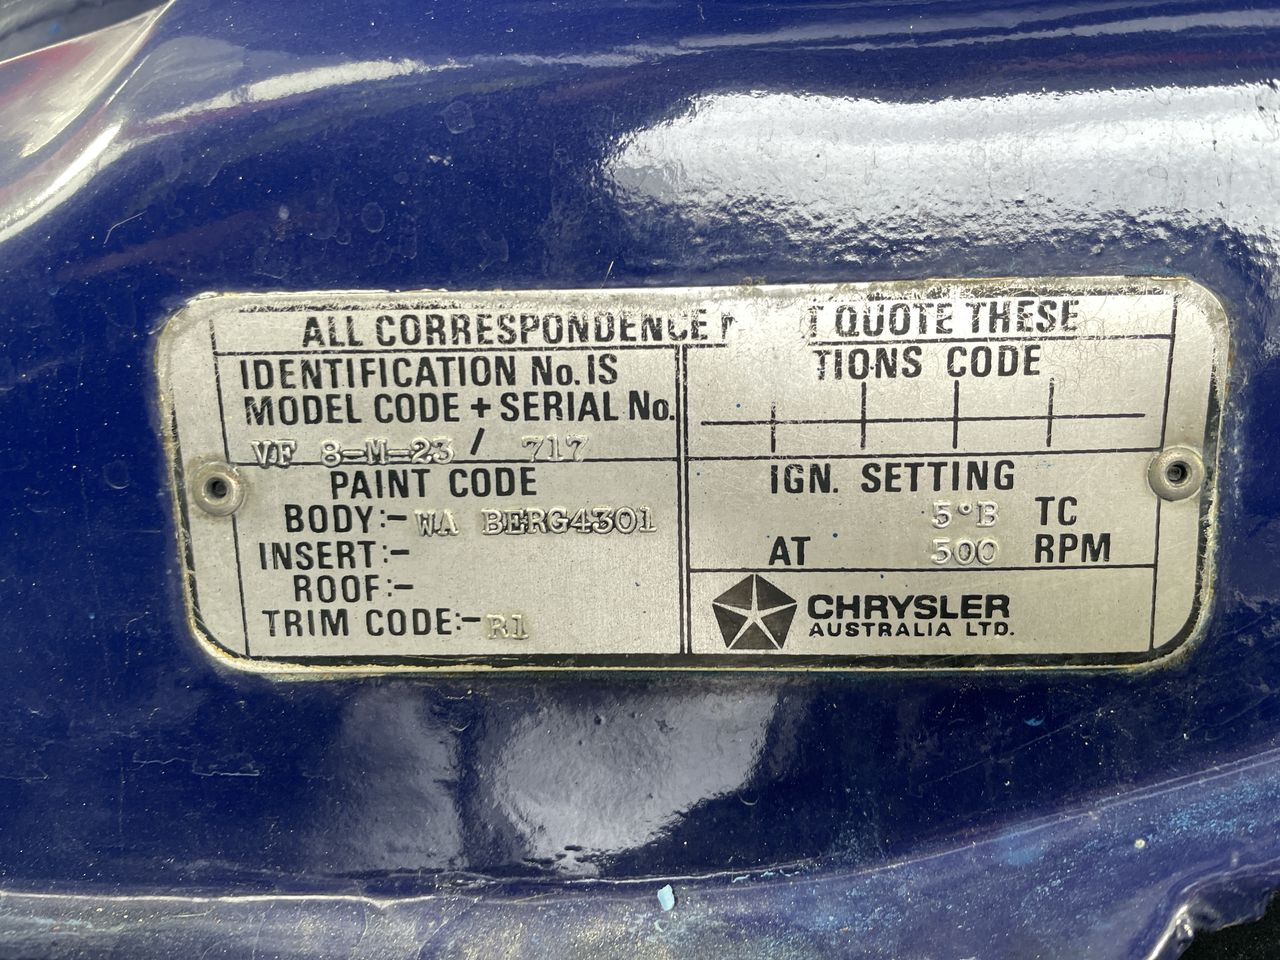 ALL CORRESPONDENCE QUOTE THESE
IDENTIFICATION No. IS
MODEL CODE + SERIAL No.
VF 8-M-23 / 717
PAINT CODE
BODY:- WA BERG4301
INSERT:-
ROOF:-
TRIM CODE:- R1
TIONS CODE
IGN. SETTING
5°B TC
AT 500 RPM
CHRYSLER
AUSTRALIA LTD.